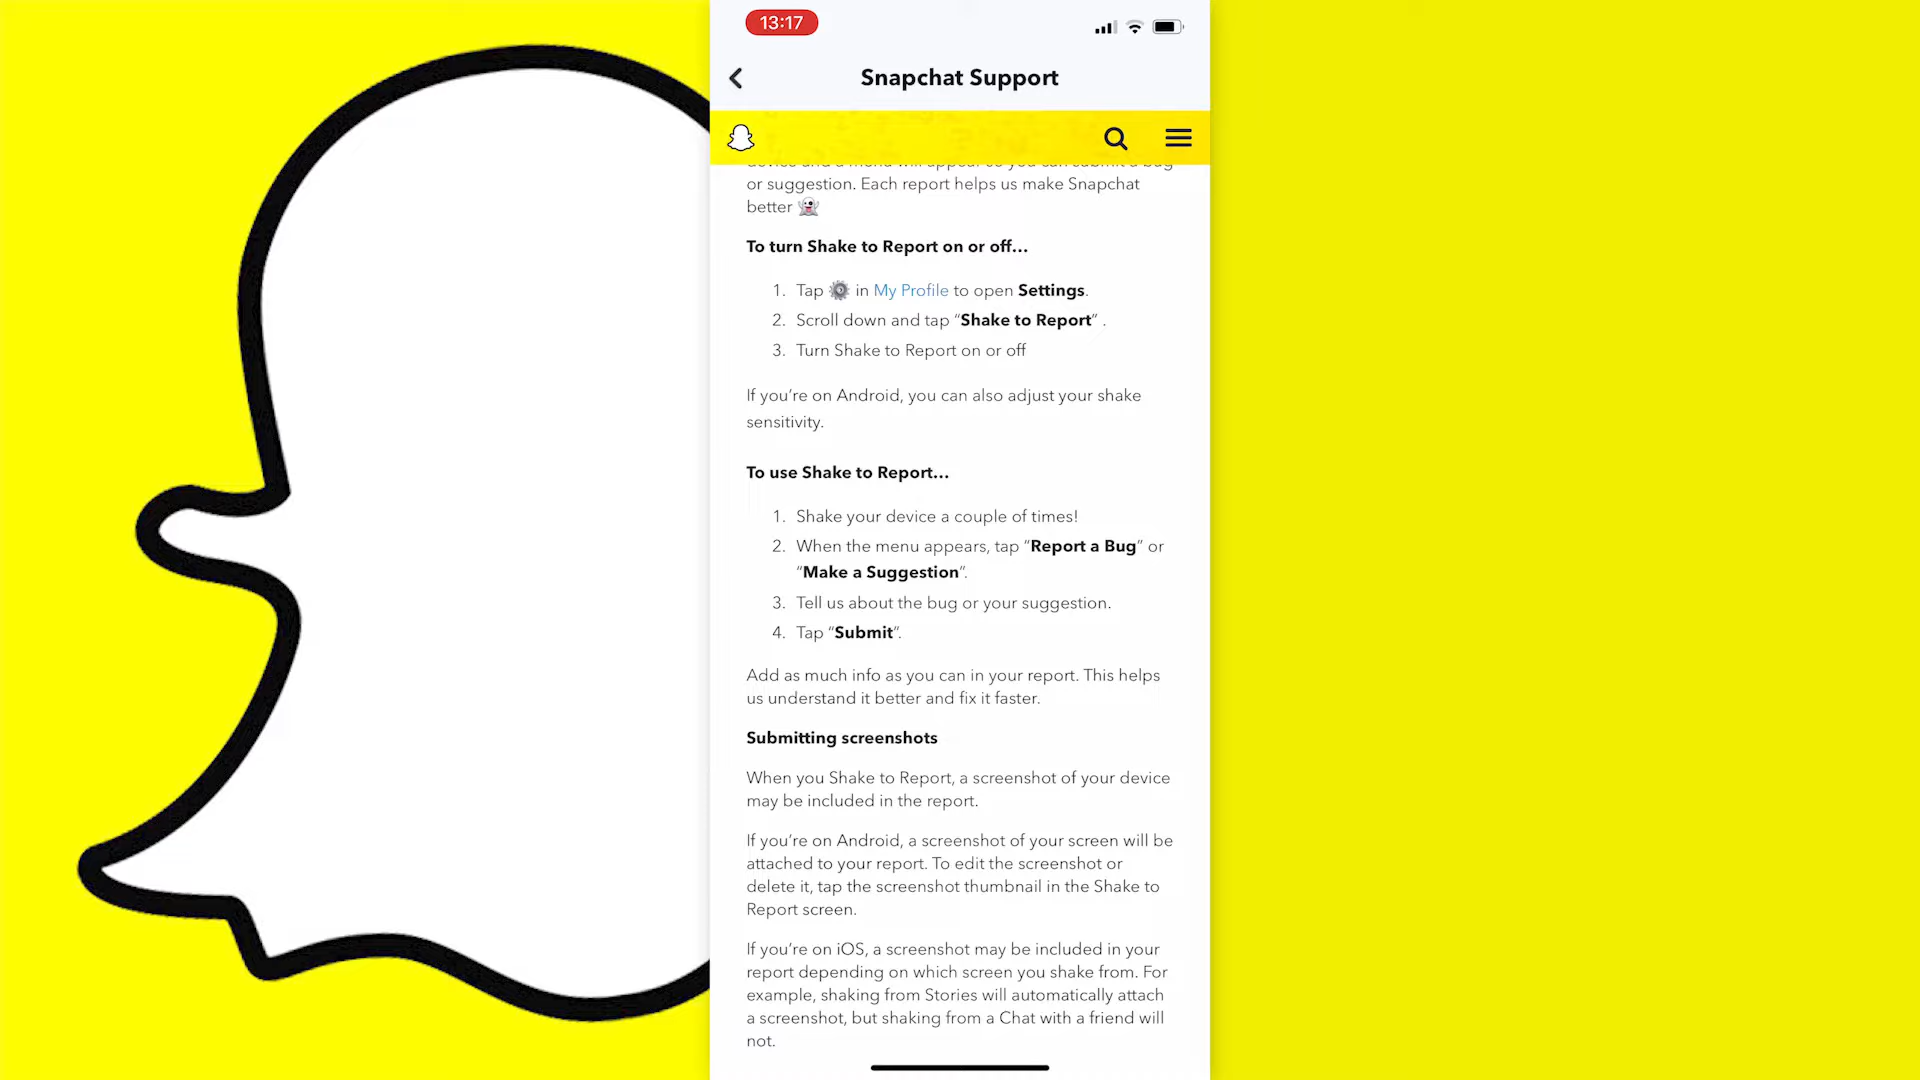 13:17
Snapchat Support
device and a menu will appear so you can submit a bug
or suggestion. Each report helps us make Snapchat
better 👻
To turn Shake to Report on or off…
1. Tap ⚙️ in My Profile to open Settings.
2. Scroll down and tap “Shake to Report” .
3. Turn Shake to Report on or off
If you’re on Android, you can also adjust your shake
sensitivity.
To use Shake to Report…
1. Shake your device a couple of times!
2. When the menu appears, tap “Report a Bug” or
“Make a Suggestion”.
3. Tell us about the bug or your suggestion.
4. Tap “Submit”.
Add as much info as you can in your report. This helps
us understand it better and fix it faster.
Submitting screenshots
When you Shake to Report, a screenshot of your device
may be included in the report.
If you’re on Android, a screenshot of your screen will be
attached to your report. To edit the screenshot or
delete it, tap the screenshot thumbnail in the Shake to
Report screen.
If you’re on iOS, a screenshot may be included in your
report depending on which screen you shake from. For
example, shaking from Stories will automatically attach
a screenshot, but shaking from a Chat with a friend will
not.